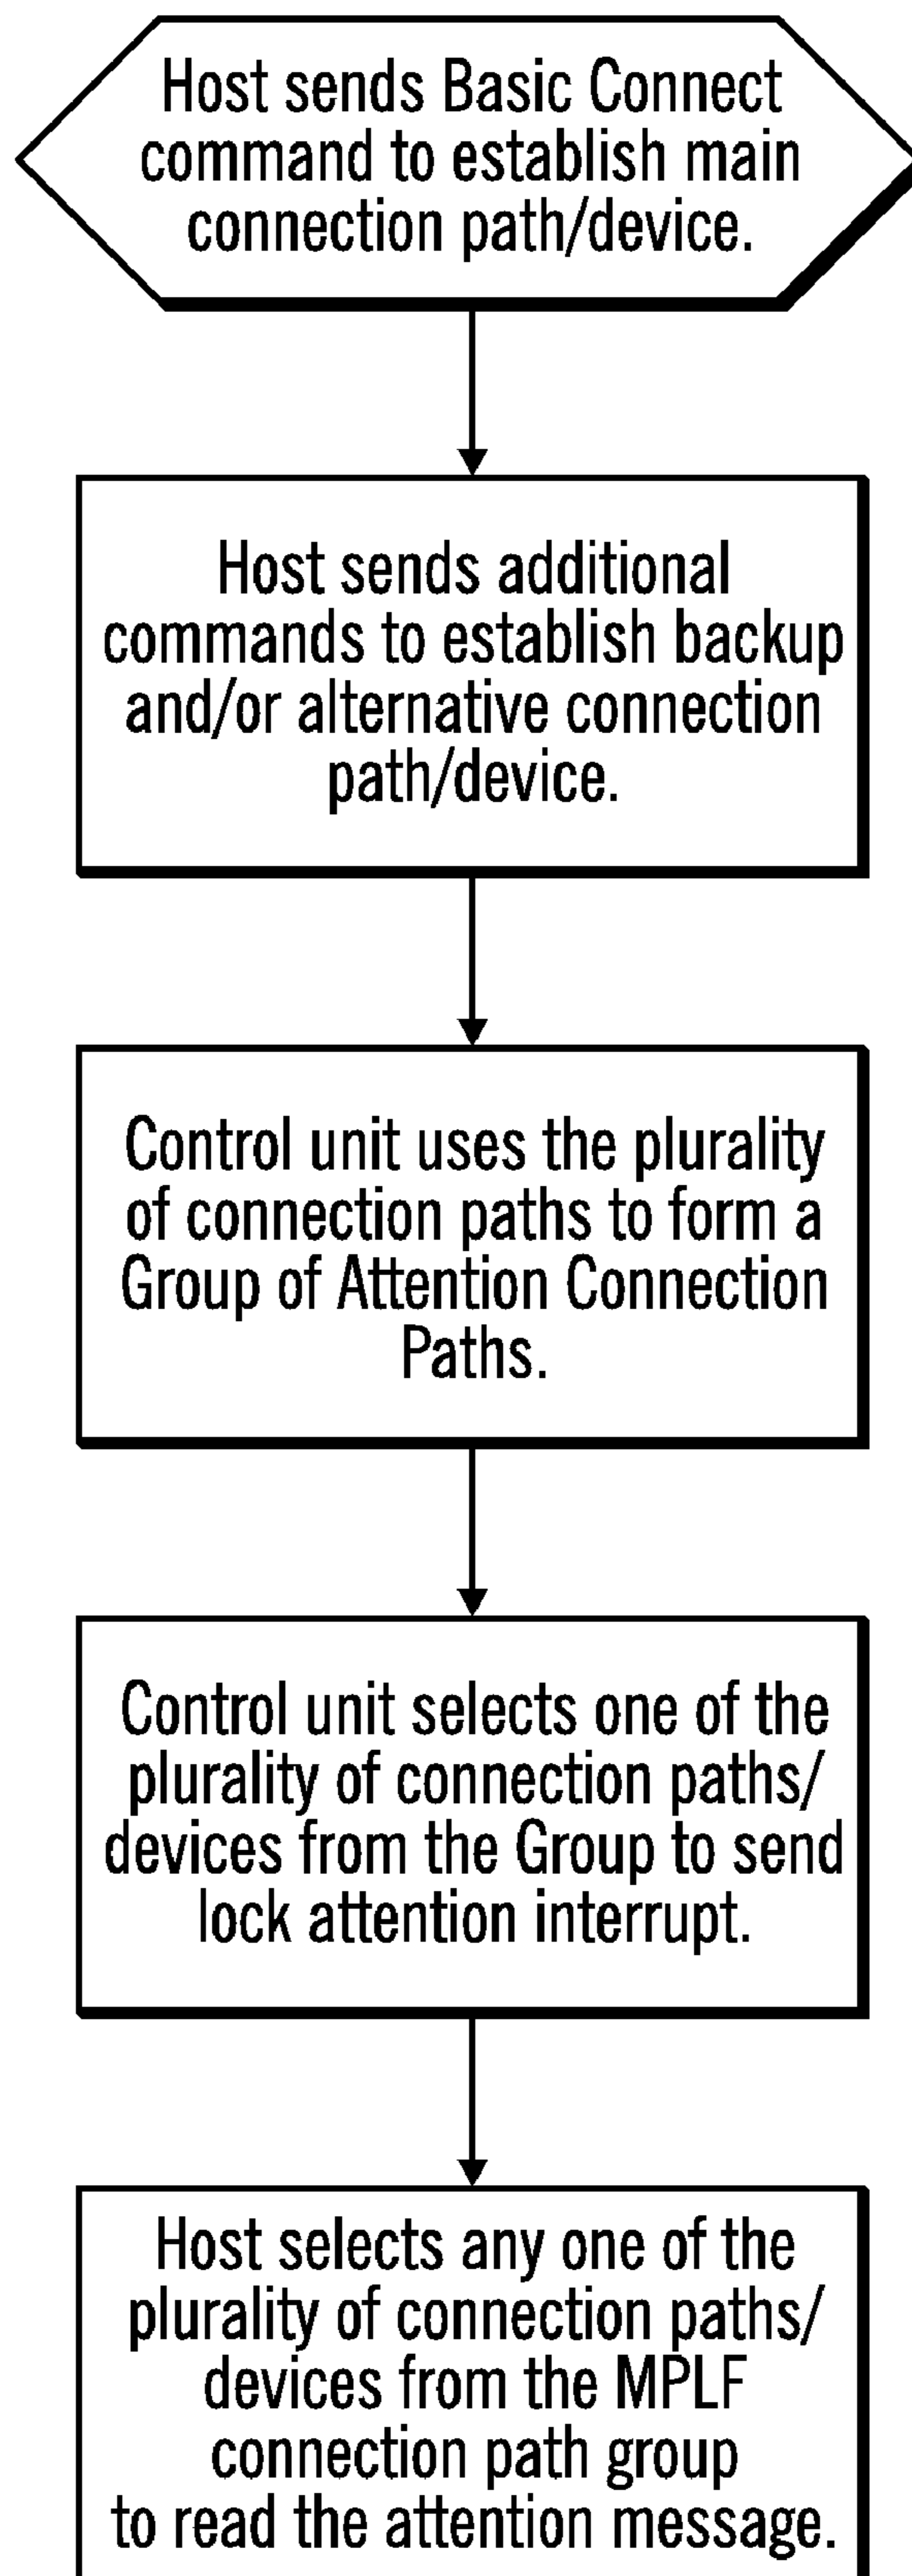 Host sends Basic Connect
command to establish main
connection path/device.
Host sends additional
commands to establish backup
and/or alternative connection
path/device.
Control unit uses the plurality
of connection paths to form a
Group of Attention Connection
Paths.
Control unit selects one of the
plurality of connection paths/
devices from the Group to send
lock attention interrupt.
Host selects any one of the
plurality of connection paths/
devices from the MPLF
connection path group
to read the attention message.